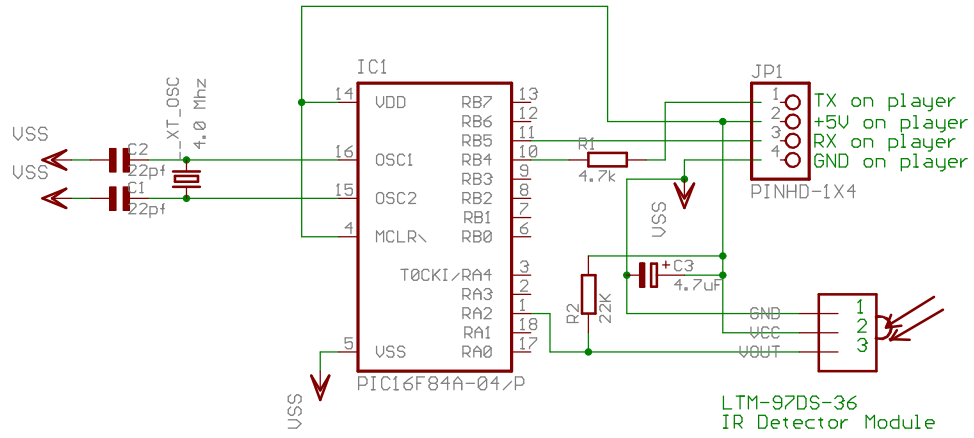 IC1
JP1
14
VDD
RB7
13
1
TX on player
RB6
12
2
+5V on player
VSS
XT_OSC
4.0 Mhz
RB5
11
3
RX on player
C2
22pf
16
OSC1
RB4
10
R1
4.7k
4
GND on player
VSS
RB3
9
PINHD-1X4
C1
22pf
15
OSC2
RB2
8
RB1
7
VSS
4
MCLR\
RB0
6
T0CKI/RA4
3
C3
4.7uF
+
RA3
2
R2
22K
RA2
1
GND
1
RA1
18
VCC
2
5
VSS
RA0
17
VOUT
3
PIC16F84A-04/P
VSS
LTM-97DS-36
IR Detector Module